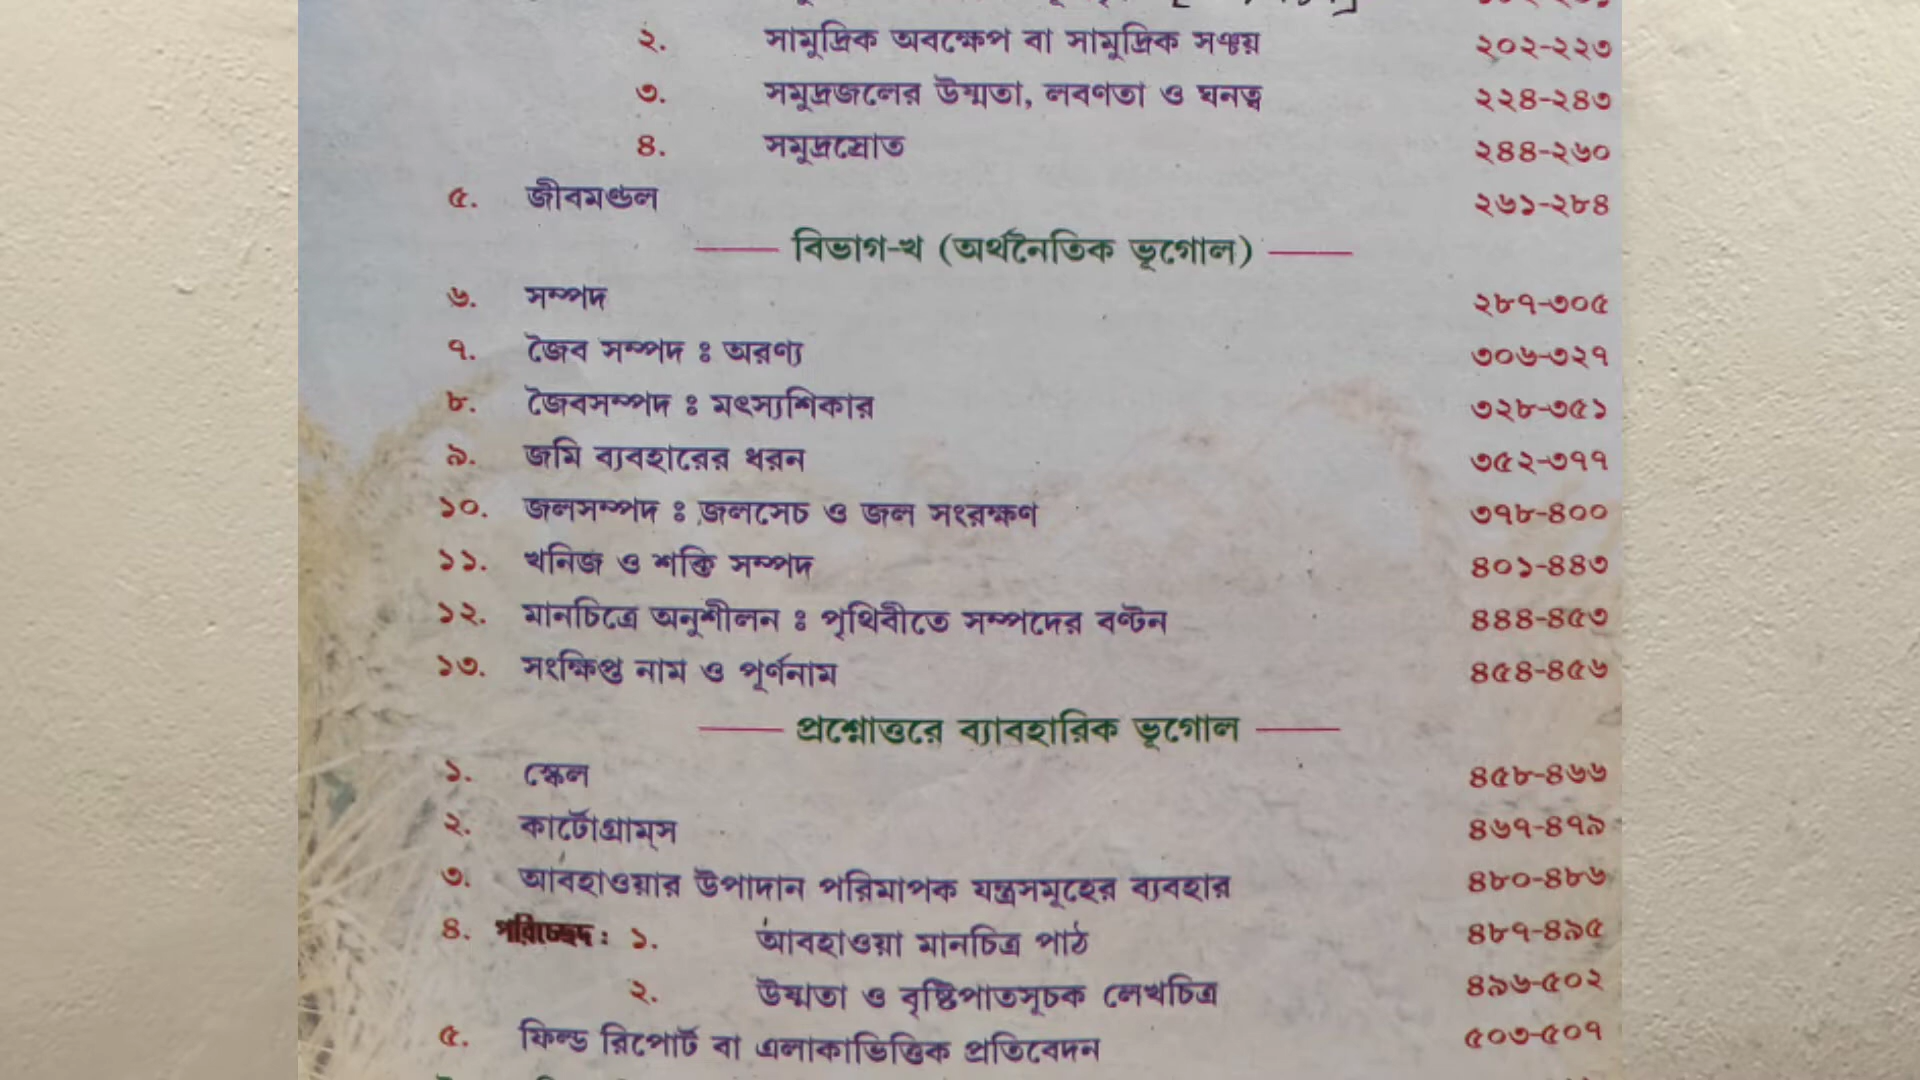 ২. সামুদ্রিক অবক্ষেপ বা সামুদ্রিক সঞ্চয় ২০২-২২৩
৩. সমুদ্রজলের উষ্মতা, লবণতা ও ঘনত্ব ২২৪-২৪৩
৪. সমুদ্রস্রোত ২৪৪-২৬০
৫. জীবমণ্ডল ২৬১-২৮৪
বিভাগ-খ (অর্থনৈতিক ভূগোল)
৬. সম্পদ ২৮৭-৩০৫
৭. জৈব সম্পদ ঃ অরণ্য ৩০৬-৩২৭
৮. জৈবসম্পদ ঃ মৎস্যশিকার ৩২৮-৩৫১
৯. জমি ব্যবহারের ধরন ৩৫২-৩৭৭
১০. জলসম্পদ ঃ জলসেচ ও জল সংরক্ষণ ৩৭৮-৪০০
১১. খনিজ ও শক্তি সম্পদ ৪০১-৪৪৩
১২. মানচিত্রে অনুশীলন ঃ পৃথিবীতে সম্পদের বণ্টন ৪৪৪-৪৫৩
১৩. সংক্ষিপ্ত নাম ও পূর্ণনাম ৪৫৪-৪৫৬
প্রশ্নোত্তরে ব্যাবহারিক ভূগোল
১. স্কেল ৪৫৮-৪৬৬
২. কার্টোগ্রাম্‌স ৪৬৭-৪৭৯
৩. আবহাওয়ার উপাদান পরিমাপক যন্ত্রসমূহের ব্যবহার ৪৮০-৪৮৬
৪. পরিচ্ছেদ : ১. আবহাওয়া মানচিত্র পাঠ ৪৮৭-৪৯৫
২. উষ্মতা ও বৃষ্টিপাতসূচক লেখচিত্র ৪৯৬-৫০২
৫. ফিল্ড রিপোর্ট বা এলাকাভিত্তিক প্রতিবেদন ৫০৩-৫০৭